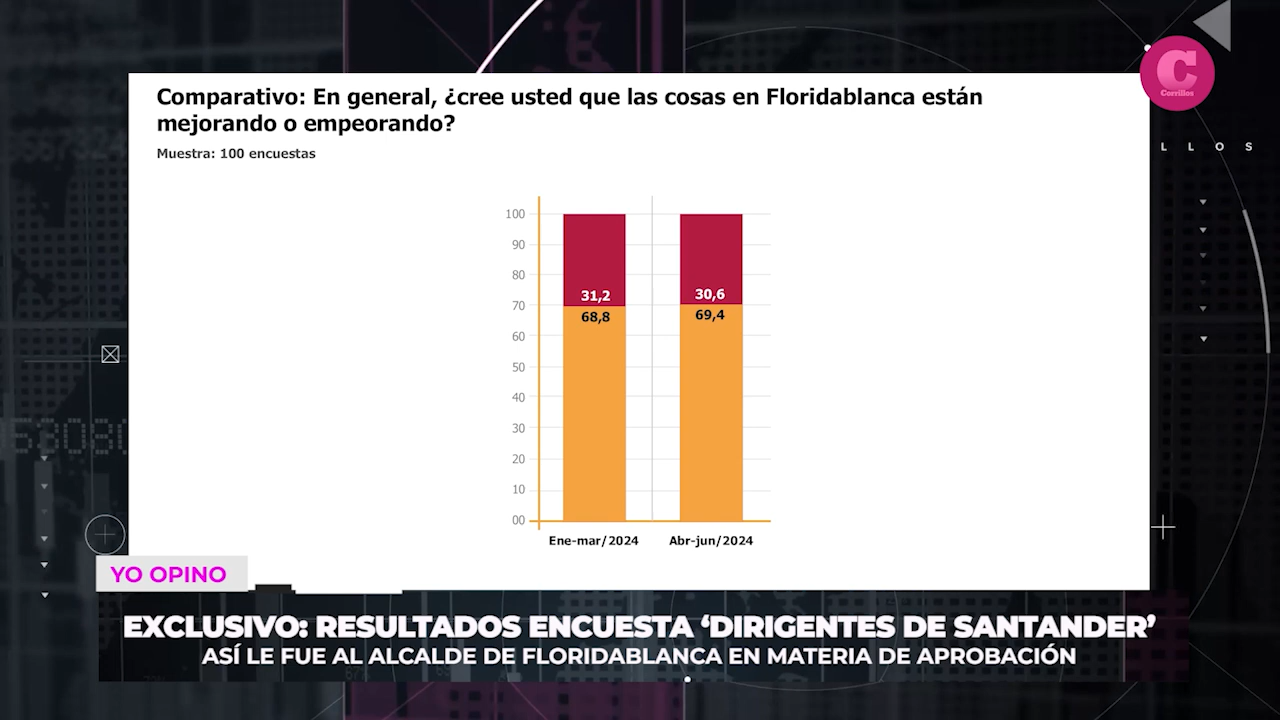 Comparativo: En general, ¿cree usted que las cosas en Floridablanca están
mejorando o empeorando?
Muestra: 100 encuestas
C
Corrillos
L L O S
100
90
80
70
60
50
40
30
20
10
00
31,2
68,8
30,6
69,4
Ene-mar/2024
Abr-jun/2024
YO OPINO
EXCLUSIVO: RESULTADOS ENCUESTA ‘DIRIGENTES DE SANTANDER’
ASÍ LE FUE AL ALCALDE DE FLORIDABLANCA EN MATERIA DE APROBACIÓN